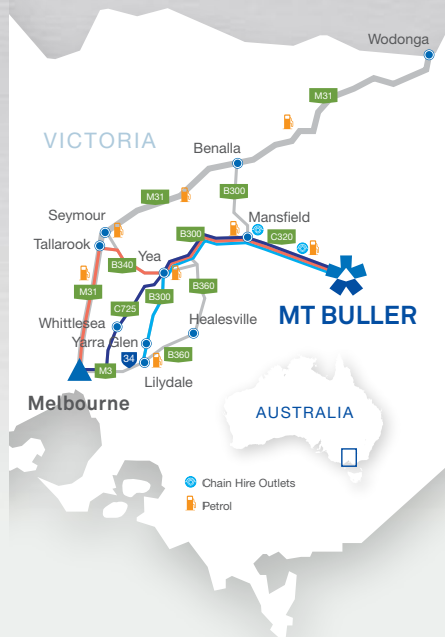 Wodonga
M31
VICTORIA
Benalla
M31
B300
Seymour
Mansfield
B300
C320
Tallarook
Yea
B340
M31
B300
B360
C725
MT BULLER
Whittlesea
Healesville
Yarra Glen
34
B360
M3
Lilydale
Melbourne
AUSTRALIA
Chain Hire Outlets
Petrol